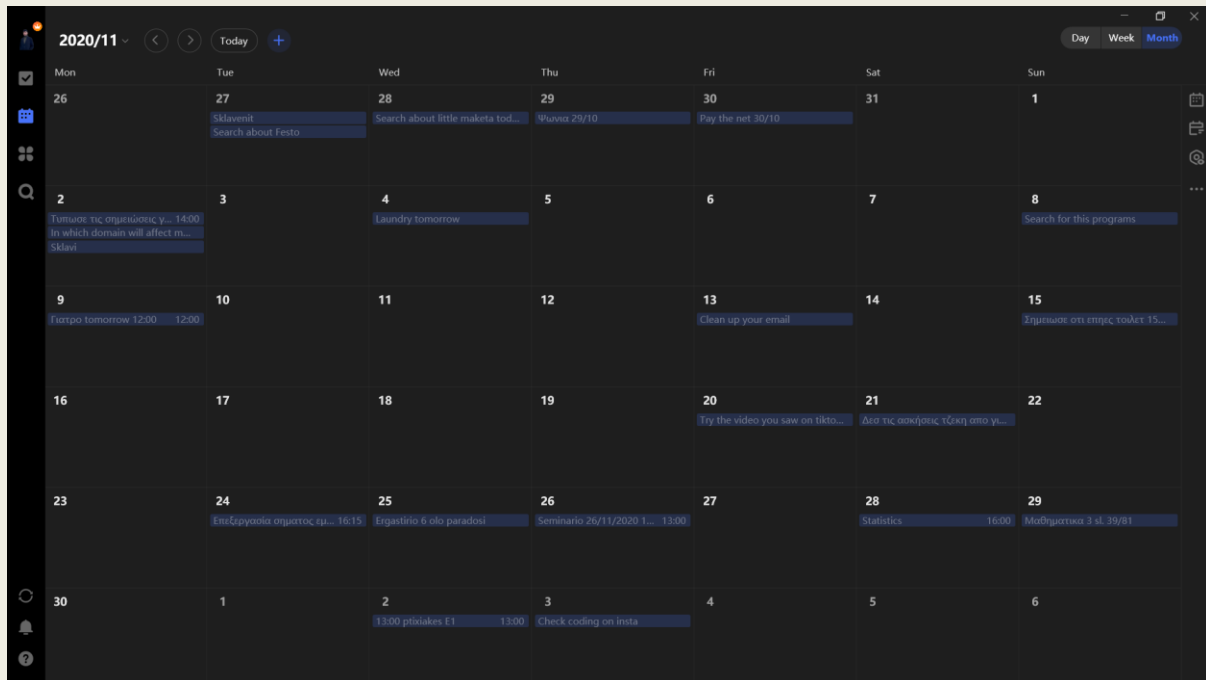 2020/11
Today
+
Day Week Month
Mon Tue Wed Thu Fri Sat Sun
26 27 28 29 30 31 1
Sklavenit Search about little maketa tod... Ψωνια 29/10 Pay the net 30/10
Search about Festo
2 3 4 5 6 7 8
Τυπωσε τις σημειώσεις γ... 14:00 Laundry tomorrow Search for this programs
In which domain will affect m...
Sklavi
9 10 11 12 13 14 15
Γιατρο tomorrow 12:00 12:00 Clean up your email Σημειωσε οτι επηες τοιλετ 15...
16 17 18 19 20 21 22
Try the video you saw on tikto... Δεσ τις ασκήσεις τζεκη απο γι...
23 24 25 26 27 28 29
Επεξεργασία σηματος εμ... 16:15 Ergastirio 6 olo paradosi Seminario 26/11/2020 1... 13:00 Statistics 16:00 Μαθηματικα 3 sl. 39/81
30 1 2 3 4 5 6
13:00 ptixiakes E1 13:00 Check coding on insta